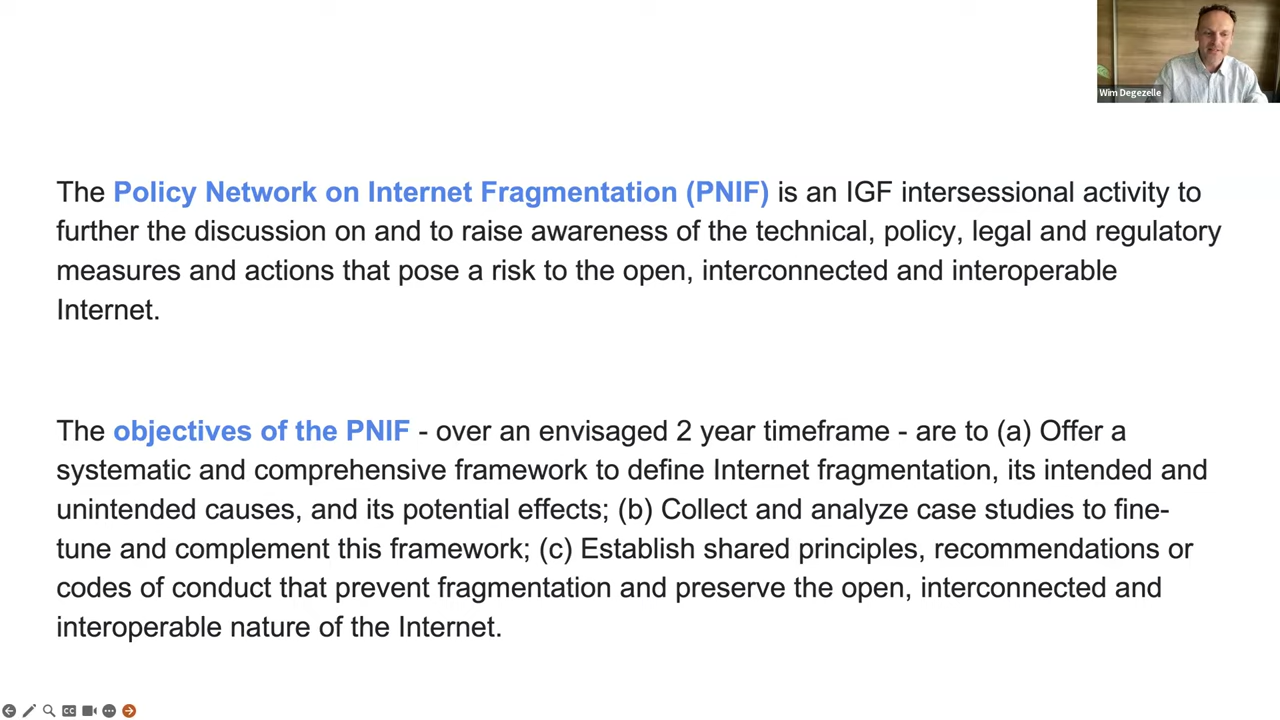 Wim Degezelle
The Policy Network on Internet Fragmentation (PNIF) is an IGF intersessional activity to
further the discussion on and to raise awareness of the technical, policy, legal and regulatory
measures and actions that pose a risk to the open, interconnected and interoperable
Internet.
The objectives of the PNIF - over an envisaged 2 year timeframe - are to (a) Offer a
systematic and comprehensive framework to define Internet fragmentation, its intended and
unintended causes, and its potential effects; (b) Collect and analyze case studies to fine-
tune and complement this framework; (c) Establish shared principles, recommendations or
codes of conduct that prevent fragmentation and preserve the open, interconnected and
interoperable nature of the Internet.
CC